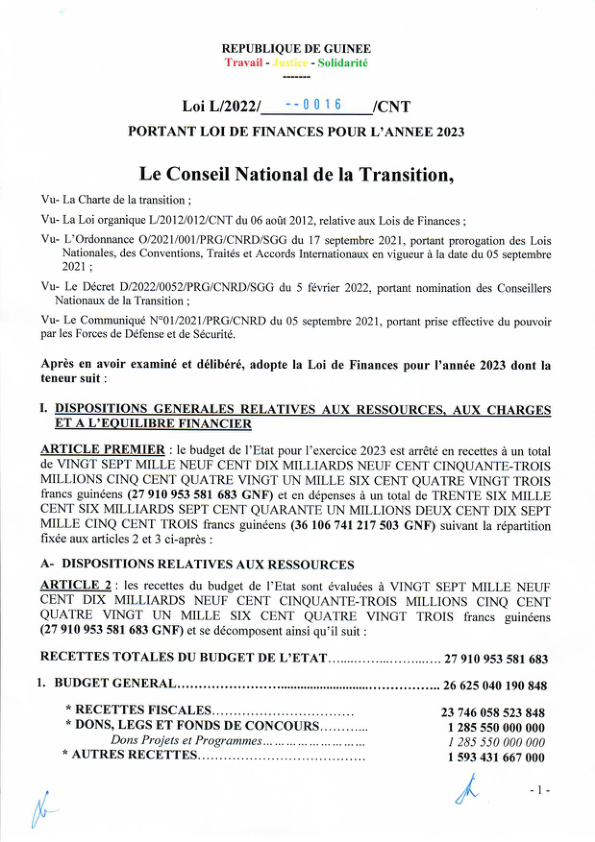 REPUBLIQUE DE GUINEE
Travail - Justice - Solidarité
-------
Loi L/2022/ --0016 /CNT
PORTANT LOI DE FINANCES POUR L'ANNEE 2023
Le Conseil National de la Transition,
Vu- La Charte de la transition ;
Vu- La Loi organique L/2012/012/CNT du 06 août 2012, relative aux Lois de Finances ;
Vu- L'Ordonnance O/2021/001/PRG/CNRD/SGG du 17 septembre 2021, portant prorogation des Lois
Nationales, des Conventions, Traités et Accords Internationaux en vigueur à la date du 05 septembre
2021 ;
Vu- Le Décret D/2022/0052/PRG/CNRD/SGG du 5 février 2022, portant nomination des Conseillers
Nationaux de la Transition ;
Vu- Le Communiqué N°01/2021/PRG/CNRD du 05 septembre 2021, portant prise effective du pouvoir
par les Forces de Défense et de Sécurité.
Après en avoir examiné et délibéré, adopte la Loi de Finances pour l'année 2023 dont la
teneur suit :
I. DISPOSITIONS GENERALES RELATIVES AUX RESSOURCES, AUX CHARGES
ET A L'EQUILIBRE FINANCIER
ARTICLE PREMIER : le budget de l'Etat pour l'exercice 2023 est arrêté en recettes à un total
de VINGT SEPT MILLE NEUF CENT DIX MILLIARDS NEUF CENT CINQUANTE-TROIS
MILLIONS CINQ CENT QUATRE VINGT UN MILLE SIX CENT QUATRE VINGT TROIS
francs guinéens (27 910 953 581 683 GNF) et en dépenses à un total de TRENTE SIX MILLE
CENT SIX MILLIARDS SEPT CENT QUARANTE UN MILLIONS DEUX CENT DIX SEPT
MILLE CINQ CENT TROIS francs guinéens (36 106 741 217 503 GNF) suivant la répartition
fixée aux articles 2 et 3 ci-après :
A- DISPOSITIONS RELATIVES AUX RESSOURCES
ARTICLE 2 : les recettes du budget de l'Etat sont évaluées à VINGT SEPT MILLE NEUF
CENT DIX MILLIARDS NEUF CENT CINQUANTE-TROIS MILLIONS CINQ CENT
QUATRE VINGT UN MILLE SIX CENT QUATRE VINGT TROIS francs guinéens
(27 910 953 581 683 GNF) et se décomposent ainsi qu'il suit :
RECETTES TOTALES DU BUDGET DE L'ETAT…....……...……...…. 27 910 953 581 683
1. BUDGET GENERAL……………………...........................……………….. 26 625 040 190 848
* RECETTES FISCALES…………………………… 23 746 058 523 848
* DONS, LEGS ET FONDS DE CONCOURS………... 1 285 550 000 000
Dons Projets et Programmes………………………… 1 285 550 000 000
* AUTRES RECETTES………………………………… 1 593 431 667 000
- 1 -